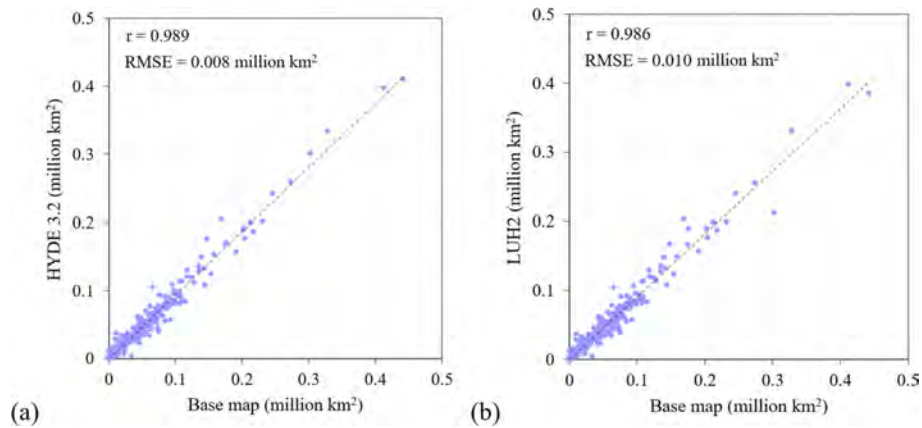 r = 0.989
RMSE = 0.008 million km²
HYDE 3.2 (million km²)
0.5
0.4
0.3
0.2
0.1
0
0 0.1 0.2 0.3 0.4 0.5
(a) Base map (million km²)
r = 0.986
RMSE = 0.010 million km²
LUH2 (million km²)
0.5
0.4
0.3
0.2
0.1
0
0 0.1 0.2 0.3 0.4 0.5
(b) Base map (million km²)